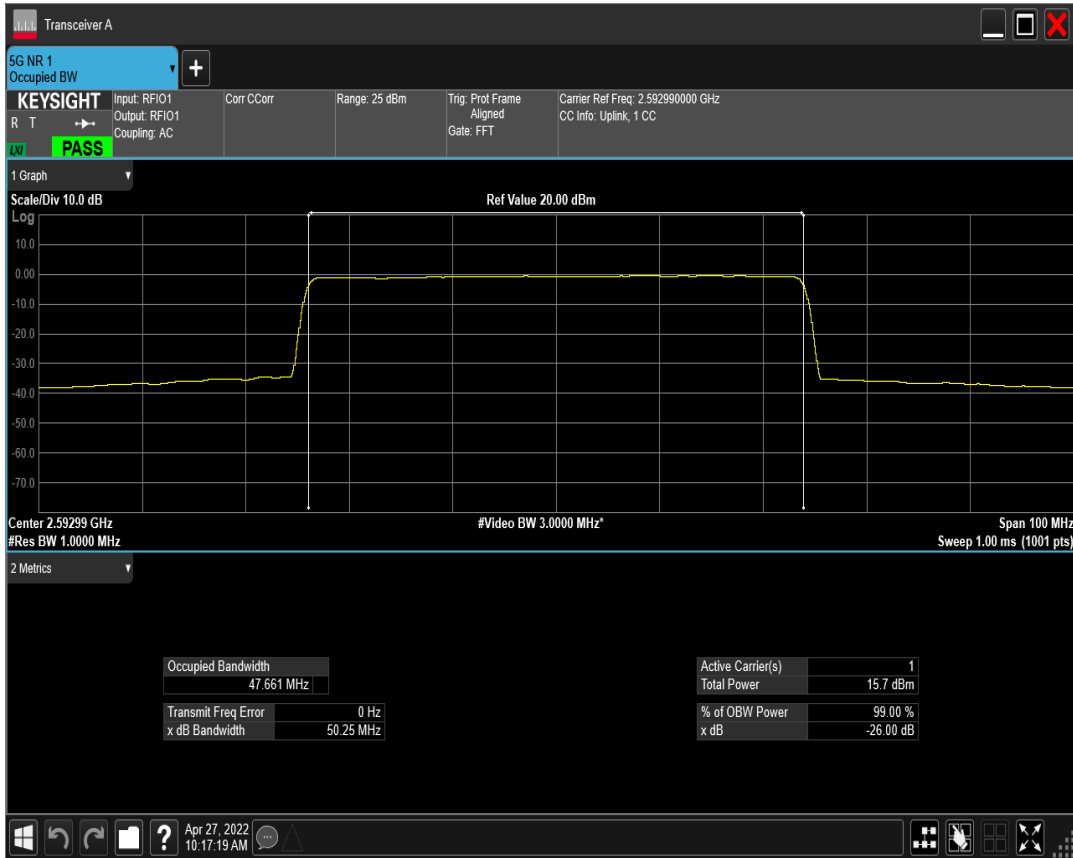 Transceiver A
5G NR 1
Occupied BW
+
KEYSIGHT
R T
LXI
PASS
Input: RFIO1
Output: RFIO1
Coupling: AC
Corr CCorr
Range: 25 dBm
Trig: Prot Frame
Aligned
Gate: FFT
Carrier Ref Freq: 2.592990000 GHz
CC Info: Uplink, 1 CC
1 Graph
Scale/Div 10.0 dB
Ref Value 20.00 dBm
Log
10.0
0.00
-10.0
-20.0
-30.0
-40.0
-50.0
-60.0
-70.0
Center 2.59299 GHz
#Video BW 3.0000 MHz*
Span 100 MHz
#Res BW 1.0000 MHz
Sweep 1.00 ms (1001 pts)
2 Metrics
Occupied Bandwidth
47.661 MHz
Transmit Freq Error 0 Hz
x dB Bandwidth 50.25 MHz
Active Carrier(s) 1
Total Power 15.7 dBm
% of OBW Power 99.00 %
x dB -26.00 dB
?
Apr 27, 2022
10:17:19 AM